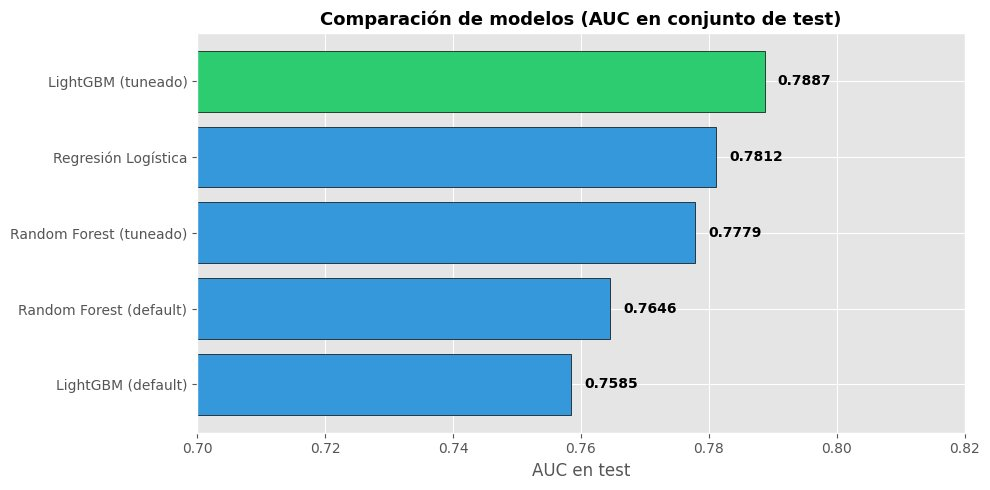 Comparación de modelos (AUC en conjunto de test)
LightGBM (tuneado)
0.7887
Regresión Logística
0.7812
Random Forest (tuneado)
0.7779
Random Forest (default)
0.7646
LightGBM (default)
0.7585
0.70 0.72 0.74 0.76 0.78 0.80 0.82
AUC en test